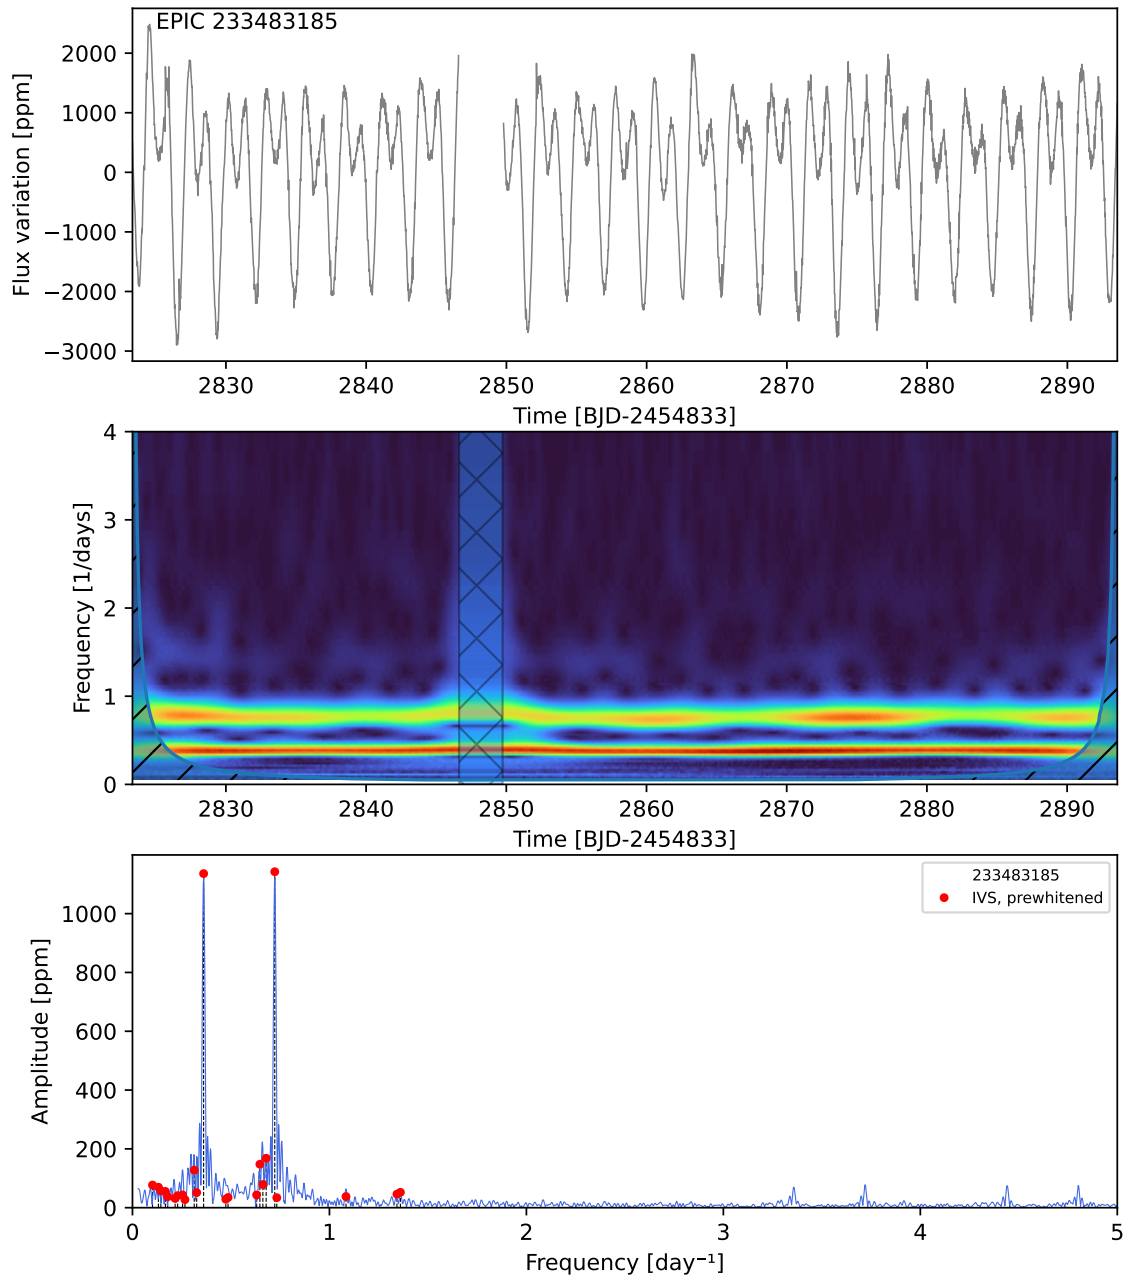 EPIC 233483185
Flux variation [ppm]
2000
1000
0
−1000
−2000
−3000
2830 2840 2850 2860 2870 2880 2890
Time [BJD-2454833]
Frequency [1/days]
4
3
2
1
0
2830 2840 2850 2860 2870 2880 2890
Time [BJD-2454833]
233483185
IVS, prewhitened
Amplitude [ppm]
1000
800
600
400
200
0
0 1 2 3 4 5
Frequency [day⁻¹]